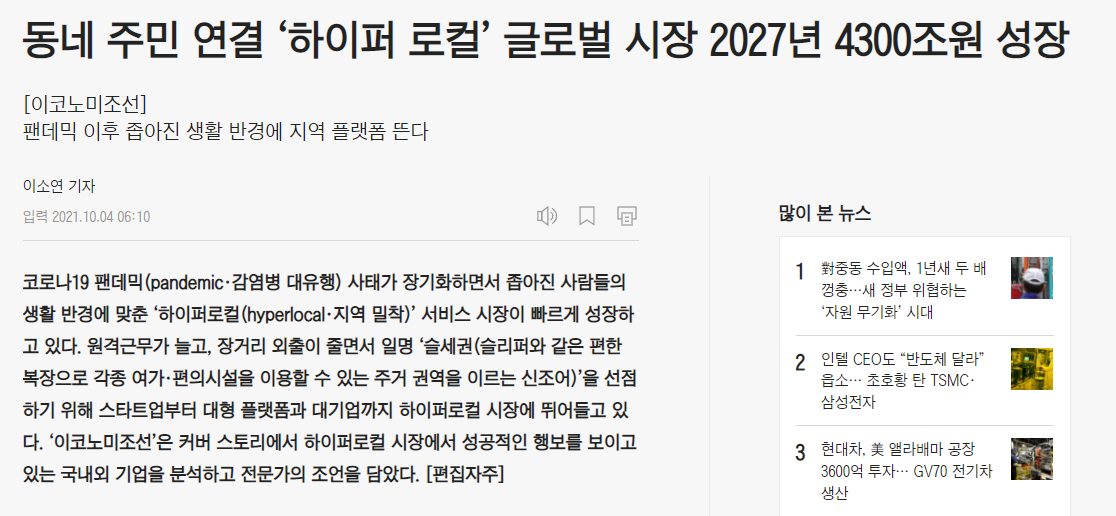 동네 주민 연결 ‘하이퍼 로컬’ 글로벌 시장 2027년 4300조원 성장
[이코노미조선]
팬데믹 이후 좁아진 생활 반경에 지역 플랫폼 뜬다
이소연 기자
입력 2021.10.04 06:10
코로나19 팬데믹(pandemic·감염병 대유행) 사태가 장기화하면서 좁아진 사람들의
생활 반경에 맞춘 ‘하이퍼로컬(hyperlocal·지역 밀착)’ 서비스 시장이 빠르게 성장하
고 있다. 원격근무가 늘고, 장거리 외출이 줄면서 일명 ‘슬세권(슬리퍼와 같은 편한
복장으로 각종 여가·편의시설을 이용할 수 있는 주거 권역을 이르는 신조어)’을 선점
하기 위해 스타트업부터 대형 플랫폼과 대기업까지 하이퍼로컬 시장에 뛰어들고 있
다. ‘이코노미조선’은 커버 스토리에서 하이퍼로컬 시장에서 성공적인 행보를 보이고
있는 국내외 기업을 분석하고 전문가의 조언을 담았다. [편집자주]
많이 본 뉴스
1 對중동 수입액, 1년새 두 배
껑충…새 정부 위협하는
‘자원 무기화’ 시대
2 인텔 CEO도 “반도체 달라”
읍소… 초호황 탄 TSMC·
삼성전자
3 현대차, 美 앨라배마 공장
3600억 투자… GV70 전기차
생산